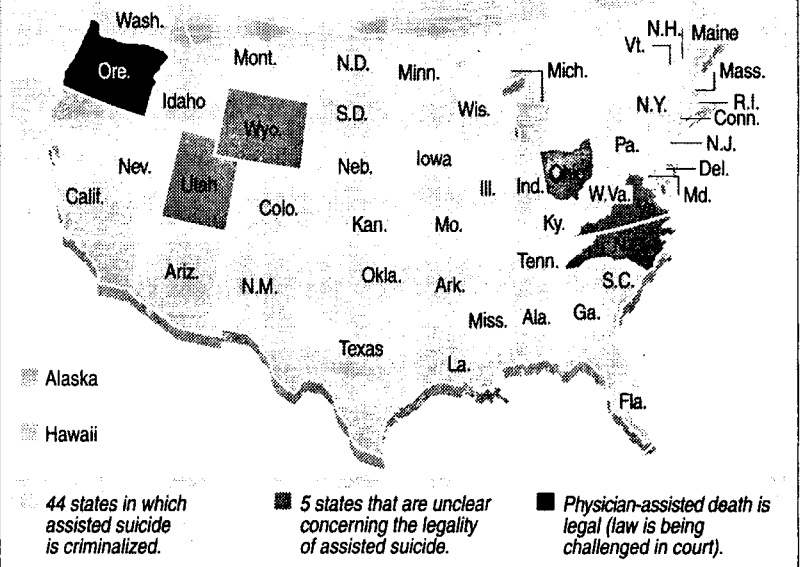 Wash.
Ore.
Idaho
Mont.
N.D.
Minn.
Mich.
N.H.
Vt.
Maine
Mass.
N.Y.
R.I.
Conn.
Wyo.
S.D.
Wis.
Nev.
Utah
Neb.
Iowa
Ill.
Ind.
Ohio
Pa.
N.J.
Del.
Md.
W.Va.
Calif.
Colo.
Kan.
Mo.
Ky.
Ariz.
N.M.
Okla.
Ark.
Tenn.
S.C.
Miss.
Ala.
Ga.
Texas
La.
Fla.
Alaska
Hawaii
44 states in which
assisted suicide
is criminalized.
5 states that are unclear
concerning the legality
of assisted suicide.
Physician-assisted death is
legal (law is being
challenged in court).